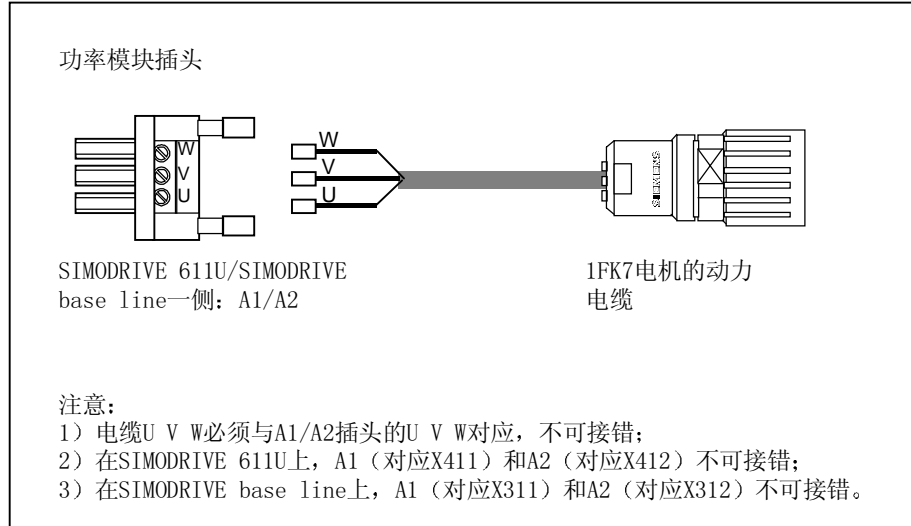 功率模块插头
W
V
U
W
V
U
SIEMENS
SIMODRIVE 611U/SIMODRIVE
base line一侧：A1/A2
1FK7电机的动力
电缆
注意：
1）电缆U V W必须与A1/A2插头的U V W对应，不可接错；
2）在SIMODRIVE 611U上，A1（对应X411）和A2（对应X412）不可接错；
3）在SIMODRIVE base line上，A1（对应X311）和A2（对应X312）不可接错。